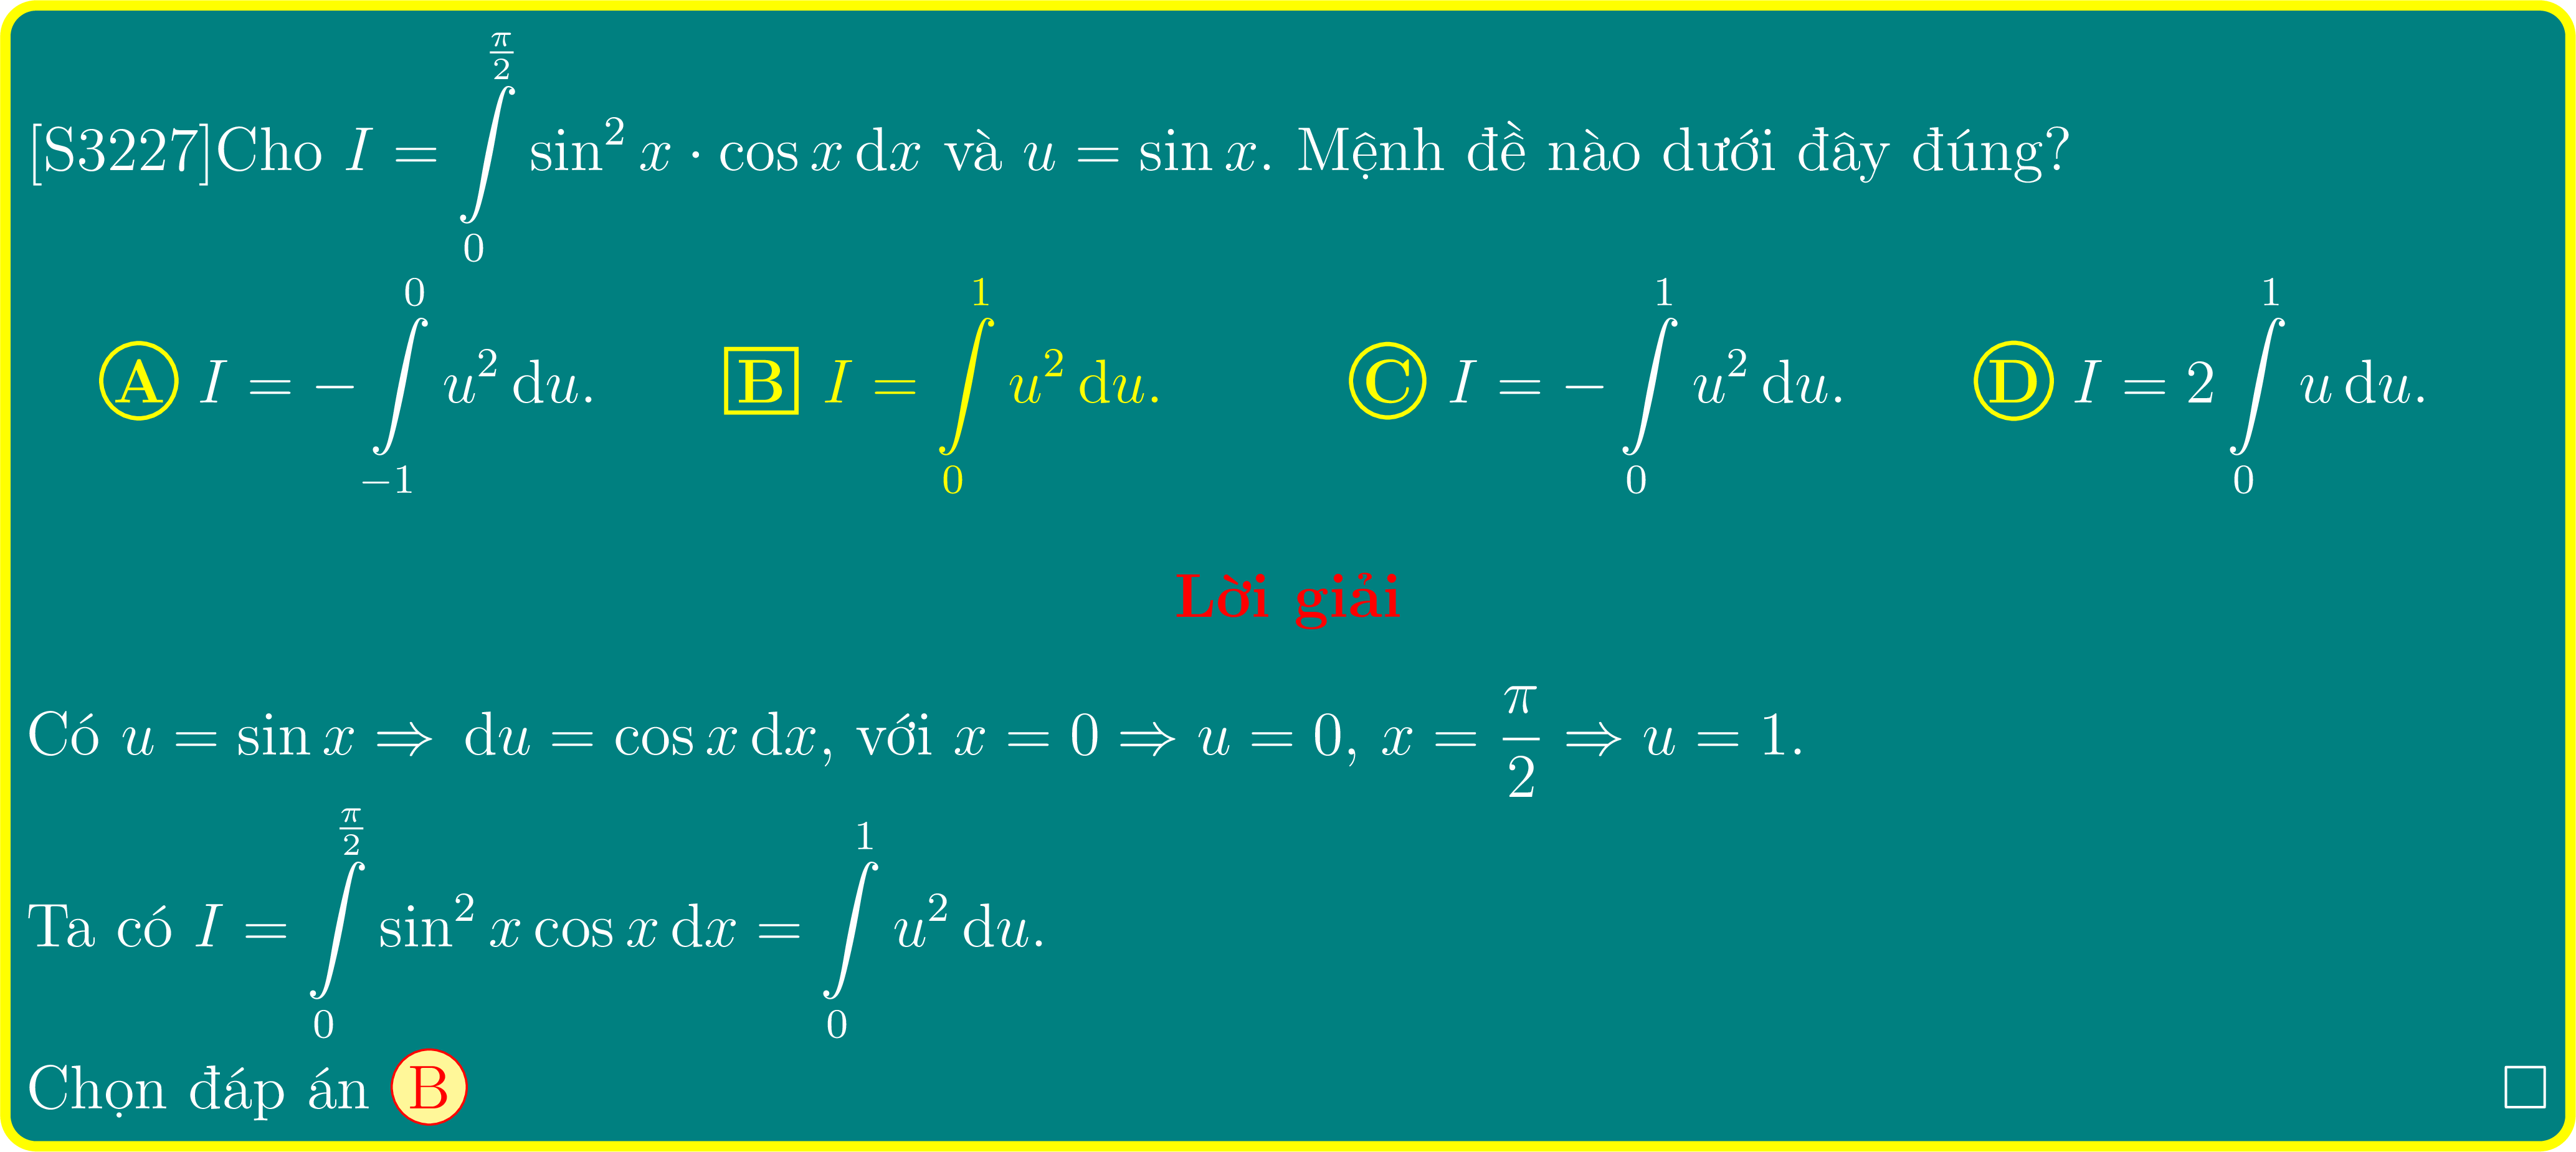 [S3227]Cho $I = \int\limits_{0}^{\frac{\pi}{2}} \sin^2 x \cdot \cos x \, \mathrm{d}x$ và $u = \sin x$. Mệnh đề nào dưới đây đúng?
A $I = -\int\limits_{-1}^{0} u^2 \, \mathrm{d}u$. B $I = \int\limits_{0}^{1} u^2 \, \mathrm{d}u$. C $I = -\int\limits_{0}^{1} u^2 \, \mathrm{d}u$. D $I = 2\int\limits_{0}^{1} u \, \mathrm{d}u$.
Lời giải
Có $u = \sin x \Rightarrow \mathrm{d}u = \cos x \, \mathrm{d}x$, với $x = 0 \Rightarrow u = 0$, $x = \dfrac{\pi}{2} \Rightarrow u = 1$.
Ta có $I = \int\limits_{0}^{\frac{\pi}{2}} \sin^2 x \cos x \, \mathrm{d}x = \int\limits_{0}^{1} u^2 \, \mathrm{d}u$.
Chọn đáp án B □